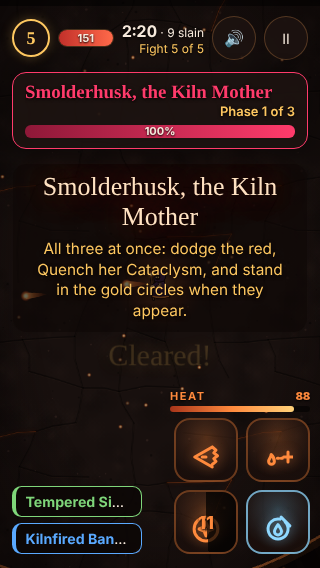 5
151
2:20 · 9 slain
Fight 5 of 5
Smolderhusk, the Kiln Mother
Phase 1 of 3
100%
Smolderhusk, the Kiln
Mother
All three at once: dodge the red,
Quench her Cataclysm, and stand
in the gold circles when they
appear.
Cleared!
HEAT 88
11
Tempered Si...
Kilnfired Ban...